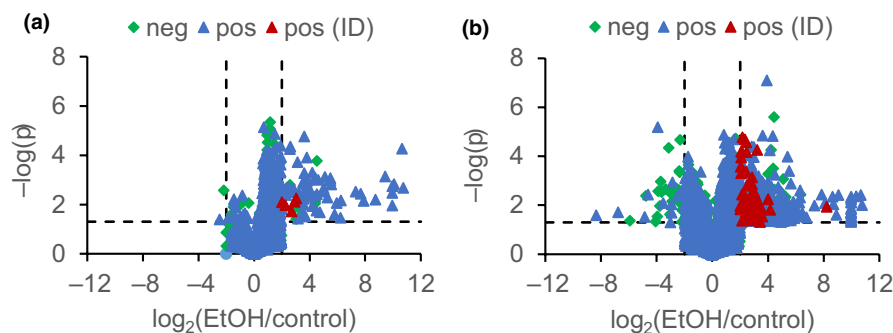 (a)
neg pos pos (ID)
8
6
4
2
0
–12 –8 –4 0 4 8 12
–log(p)
log₂(EtOH/control)
(b)
neg pos pos (ID)
8
6
4
2
0
–12 –8 –4 0 4 8 12
–log(p)
log₂(EtOH/control)